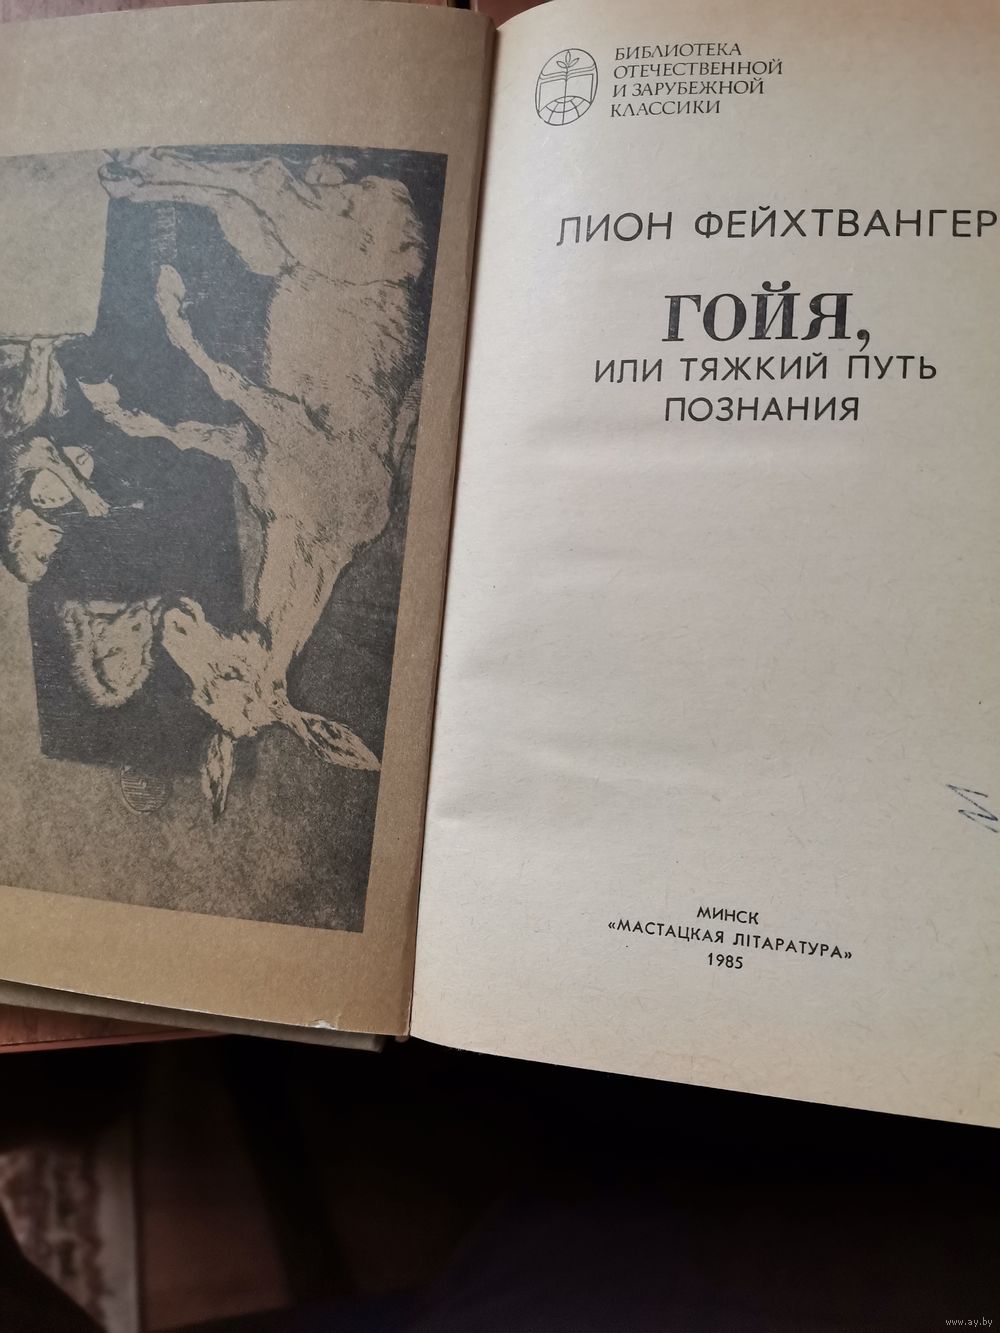 БИБЛИОТЕКА
ОТЕЧЕСТВЕННОЙ
И ЗАРУБЕЖНОЙ
КЛАССИКИ
ЛИОН ФЕЙХТВАНГЕР
ГОЙЯ,
ИЛИ ТЯЖКИЙ ПУТЬ
ПОЗНАНИЯ
МИНСК
«МАСТАЦКАЯ ЛІТАРАТУРА»
1985
www.ay.by